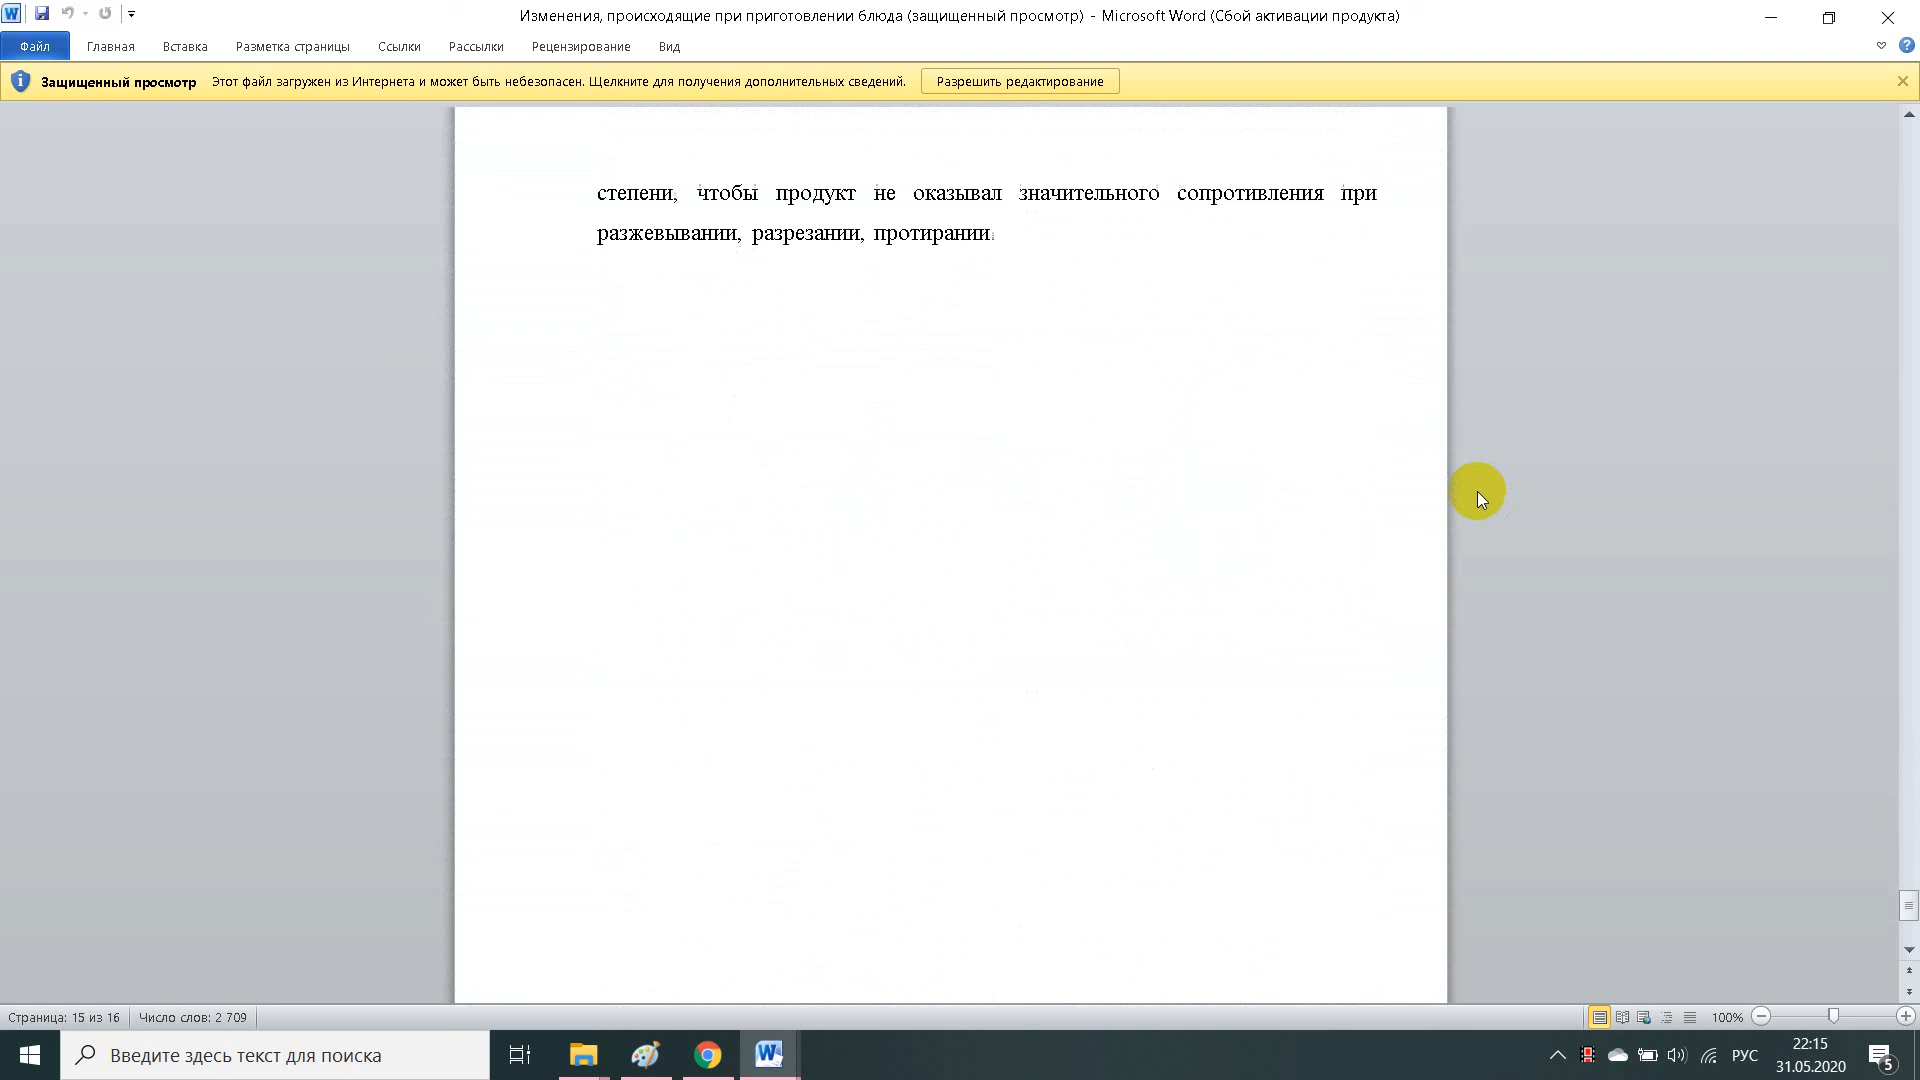 Изменения, происходящие при приготовлении блюда (защищенный просмотр) - Microsoft Word (Сбой активации продукта)
Файл Главная Вставка Разметка страницы Ссылки Рассылки Рецензирование Вид
Защищенный просмотр Этот файл загружен из Интернета и может быть небезопасен. Щелкните для получения дополнительных сведений. Разрешить редактирование
степени, чтобы продукт не оказывал значительного сопротивления при
разжевывании, разрезании, протирании.
Страница: 15 из 16 Число слов: 2 709 100%
Введите здесь текст для поиска
РУС
22:15
31.05.2020
5